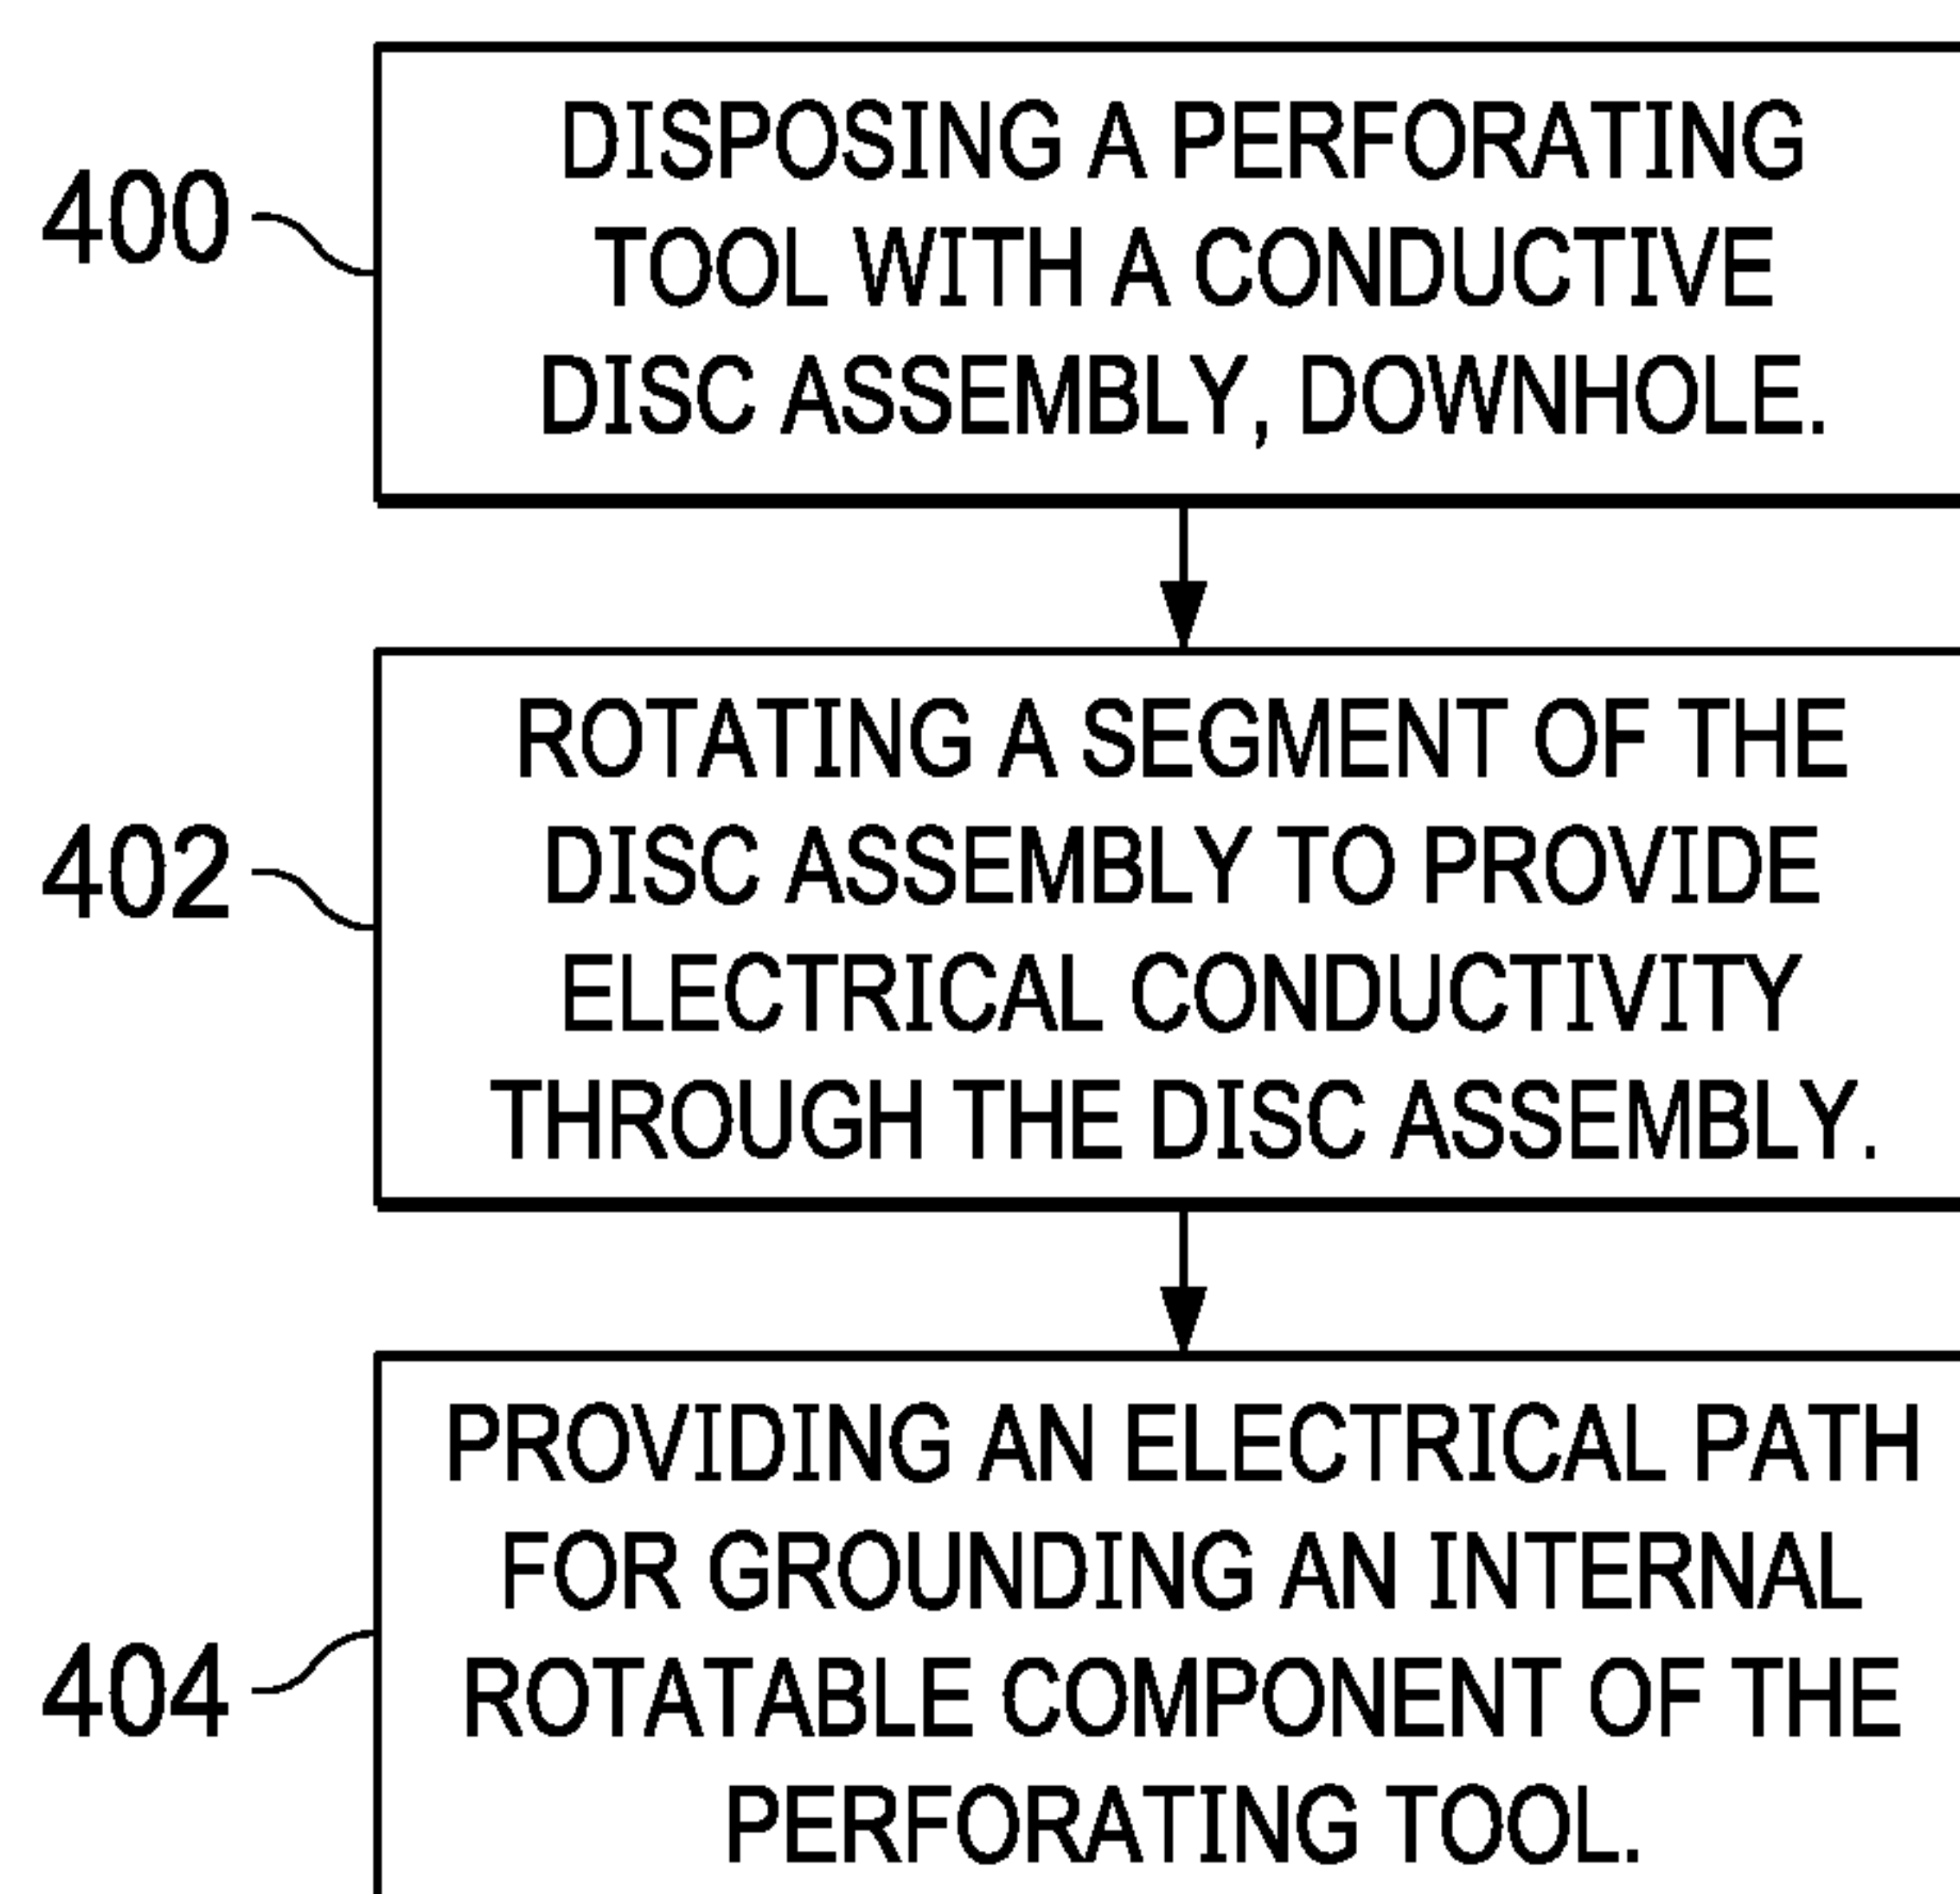 400
DISPOSING A PERFORATING
TOOL WITH A CONDUCTIVE
DISC ASSEMBLY, DOWNHOLE.
402
ROTATING A SEGMENT OF THE
DISC ASSEMBLY TO PROVIDE
ELECTRICAL CONDUCTIVITY
THROUGH THE DISC ASSEMBLY.
404
PROVIDING AN ELECTRICAL PATH
FOR GROUNDING AN INTERNAL
ROTATABLE COMPONENT OF THE
PERFORATING TOOL.